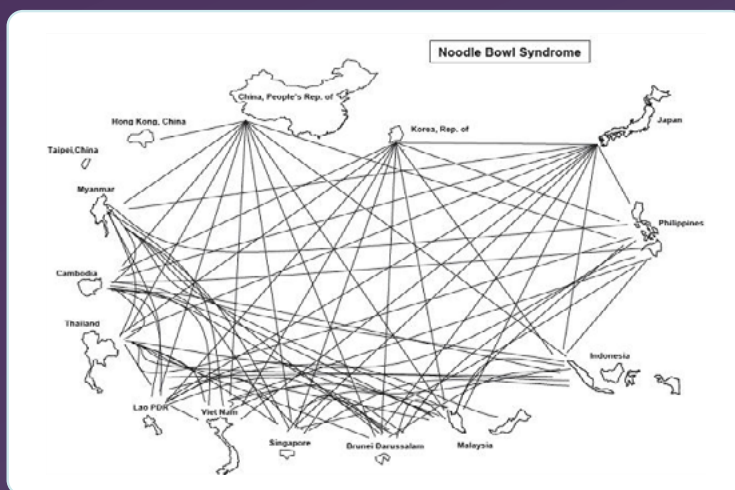 Noodle Bowl Syndrome
China, People's Rep. of
Hong Kong, China
Korea, Rep. of
Japan
Taipei,China
Myanmar
Philippines
Cambodia
Thailand
Indonesia
Lao PDR
Viet Nam
Singapore
Brunei Darussalam
Malaysia